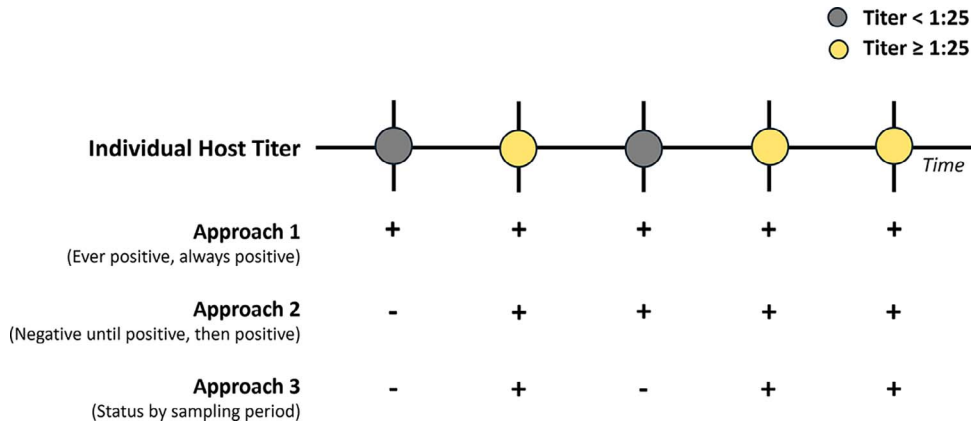 Titer < 1:25
Titer ≥ 1:25
Individual Host Titer
Time
Approach 1 + + + + +
(Ever positive, always positive)
Approach 2 - + + + +
(Negative until positive, then positive)
Approach 3 - + - + +
(Status by sampling period)